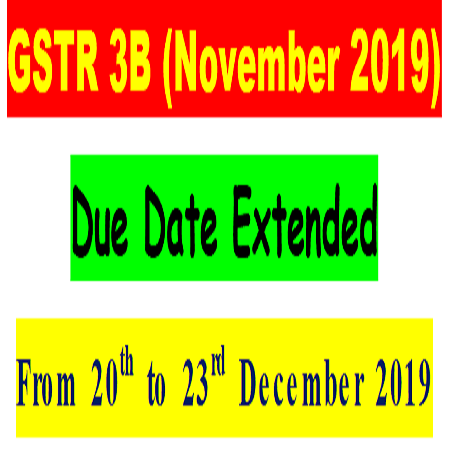 GSTR 3B (November 2019)
Due Date Extended
From 20th to 23rd December 2019